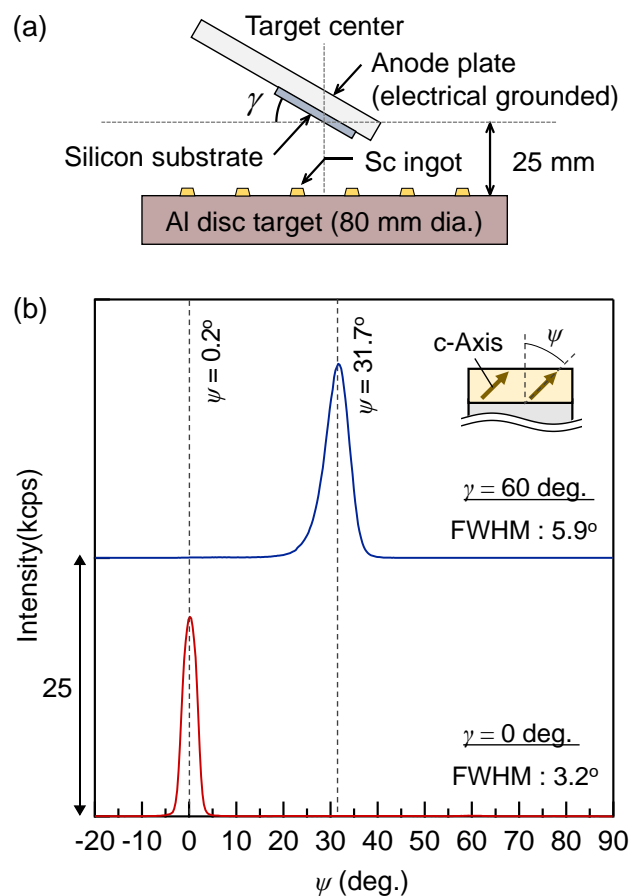 (a)
Target center
Anode plate
(electrical grounded)
γ
Silicon substrate
Sc ingot
25 mm
Al disc target (80 mm dia.)
(b)
ψ = 0.2°
ψ = 31.7°
c-Axis
ψ
γ = 60 deg.
FWHM : 5.9°
Intensity(kcps)
25
γ = 0 deg.
FWHM : 3.2°
-20 -10 0 10 20 30 40 50 60 70 80 90
ψ (deg.)